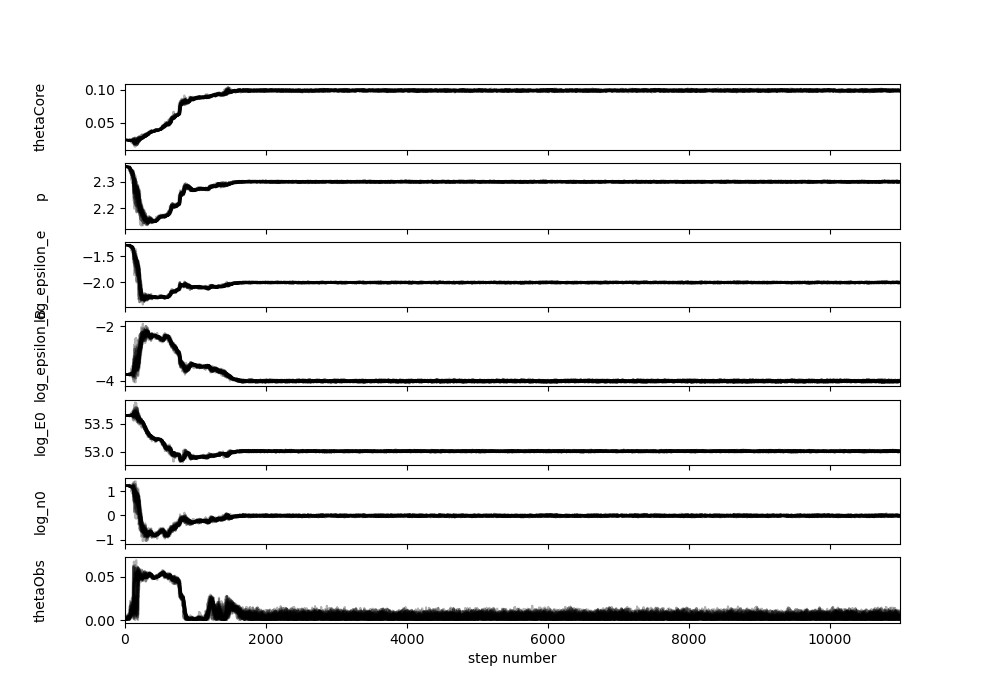 thetaCore
0.10
0.05
p
2.3
2.2
log_epsilon_e
−1.5
−2.0
log_epsilon_B
−2
−4
log_E0
53.5
53.0
log_n0
1
0
−1
thetaObs
0.05
0.00
0
2000
4000
6000
8000
10000
step number